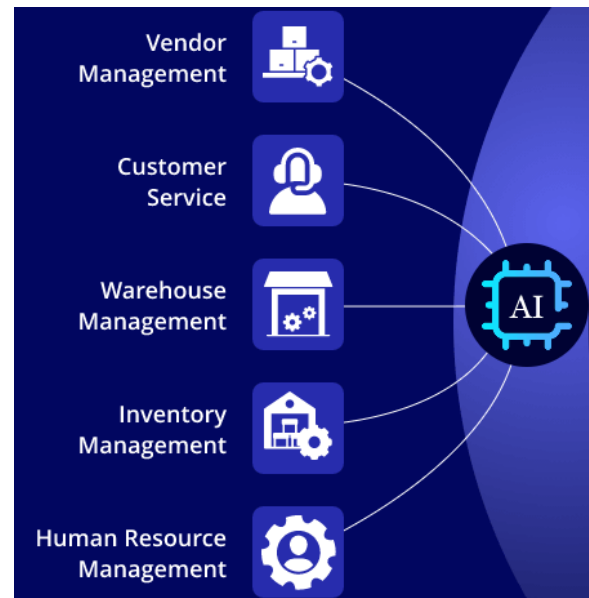 Vendor
Management
Customer
Service
Warehouse
Management
AI
Inventory
Management
Human Resource
Management